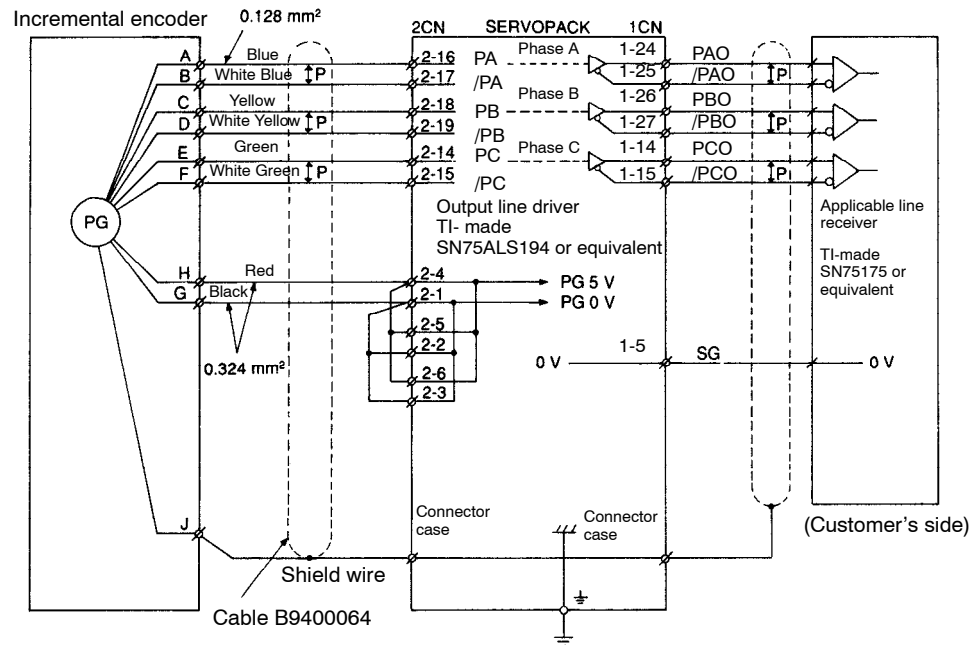 Incremental encoder
0.128 mm²
2CN SERVOPACK 1CN
A Blue 2-16 PA Phase A 1-24 PAO
B White Blue P 2-17 /PA 1-25 /PAO P
C Yellow 2-18 PB Phase B 1-26 PBO
D White Yellow P 2-19 /PB 1-27 /PBO P
E Green 2-14 PC Phase C 1-14 PCO
F White Green P 2-15 /PC 1-15 /PCO P
PG
Output line driver
TI- made
SN75ALS194 or equivalent
Applicable line
receiver
TI-made
SN75175 or
equivalent
H Red 2-4 PG 5 V
G Black 2-1 PG 0 V
2-5
2-2
2-6
2-3
0.324 mm²
0 V 1-5 SG 0 V
J
Connector
case
Connector
case
(Customer's side)
Shield wire
Cable B9400064